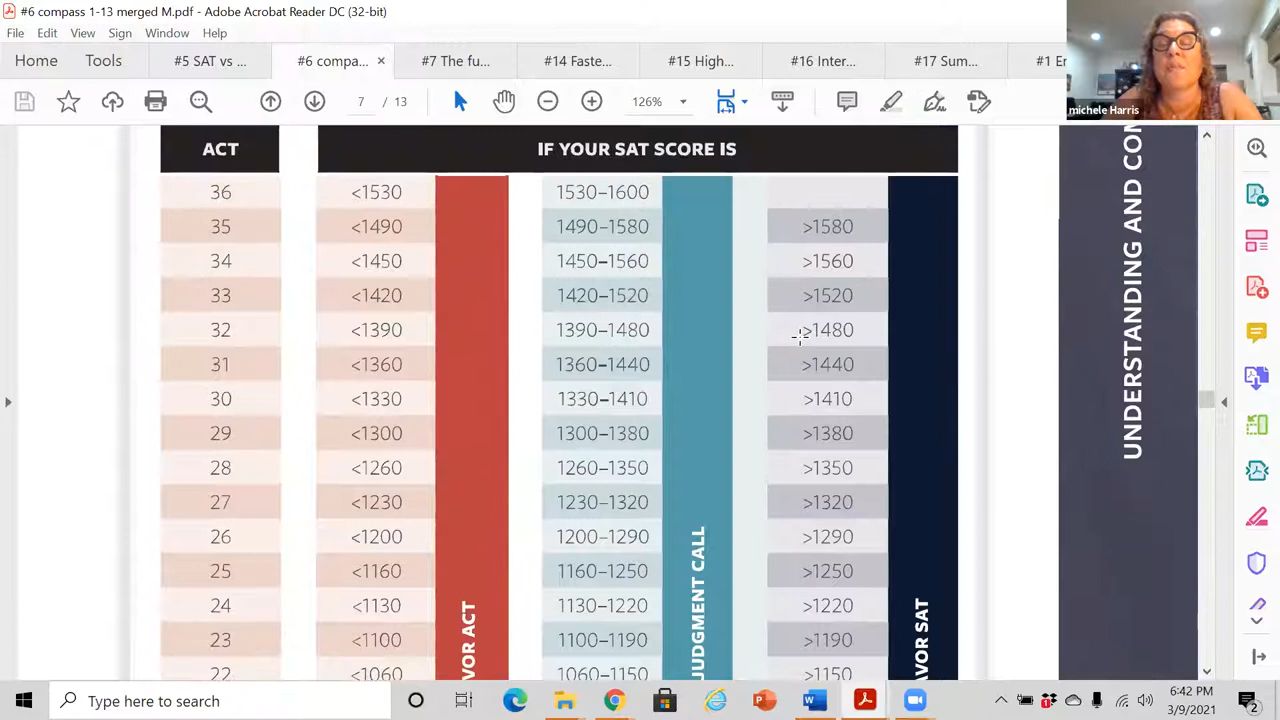 #6 compass 1-13 merged M.pdf - Adobe Acrobat Reader DC (32-bit)
File Edit View Sign Window Help
Home Tools #5 SAT vs ... #6 compa... × #7 The fu... #14 Faste... #15 High... #16 Inter... #17 Sum... #1 E
7 / 13 126%
michele Harris
ACT IF YOUR SAT SCORE IS
36 <1530 1530–1600
35 <1490 1490–1580 >1580
34 <1450 1450–1560 >1560
33 <1420 1420–1520 >1520
32 <1390 1390–1480 >1480
31 <1360 1360–1440 >1440
30 <1330 1330–1410 >1410
29 <1300 1300–1380 >1380
28 <1260 1260–1350 >1350
27 <1230 1230–1320 >1320
26 <1200 1200–1290 >1290
25 <1160 1160–1250 >1250
24 <1130 1130–1220 >1220
23 <1100 1100–1190 >1190
22 <1060 1060–1150 >1150
VOR ACT
JUDGMENT CALL
AVOR SAT
UNDERSTANDING AND COM
Type here to search
6:42 PM
3/9/2021
2